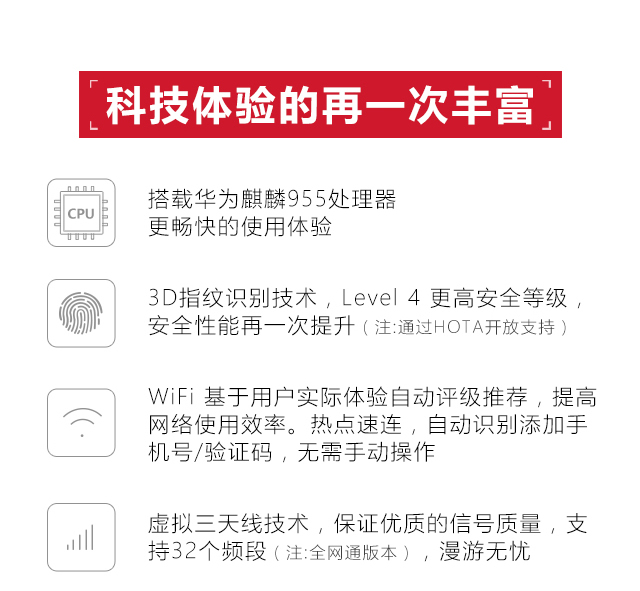 科技体验的再一次丰富
CPU
搭载华为麒麟955处理器
更畅快的使用体验
3D指纹识别技术，Level 4 更高安全等级，
安全性能再一次提升（注:通过HOTA开放支持）
WiFi 基于用户实际体验自动评级推荐，提高
网络使用效率。热点速连，自动识别添加手
机号/验证码，无需手动操作
虚拟三天线技术，保证优质的信号质量，支
持32个频段（注:全网通版本），漫游无忧